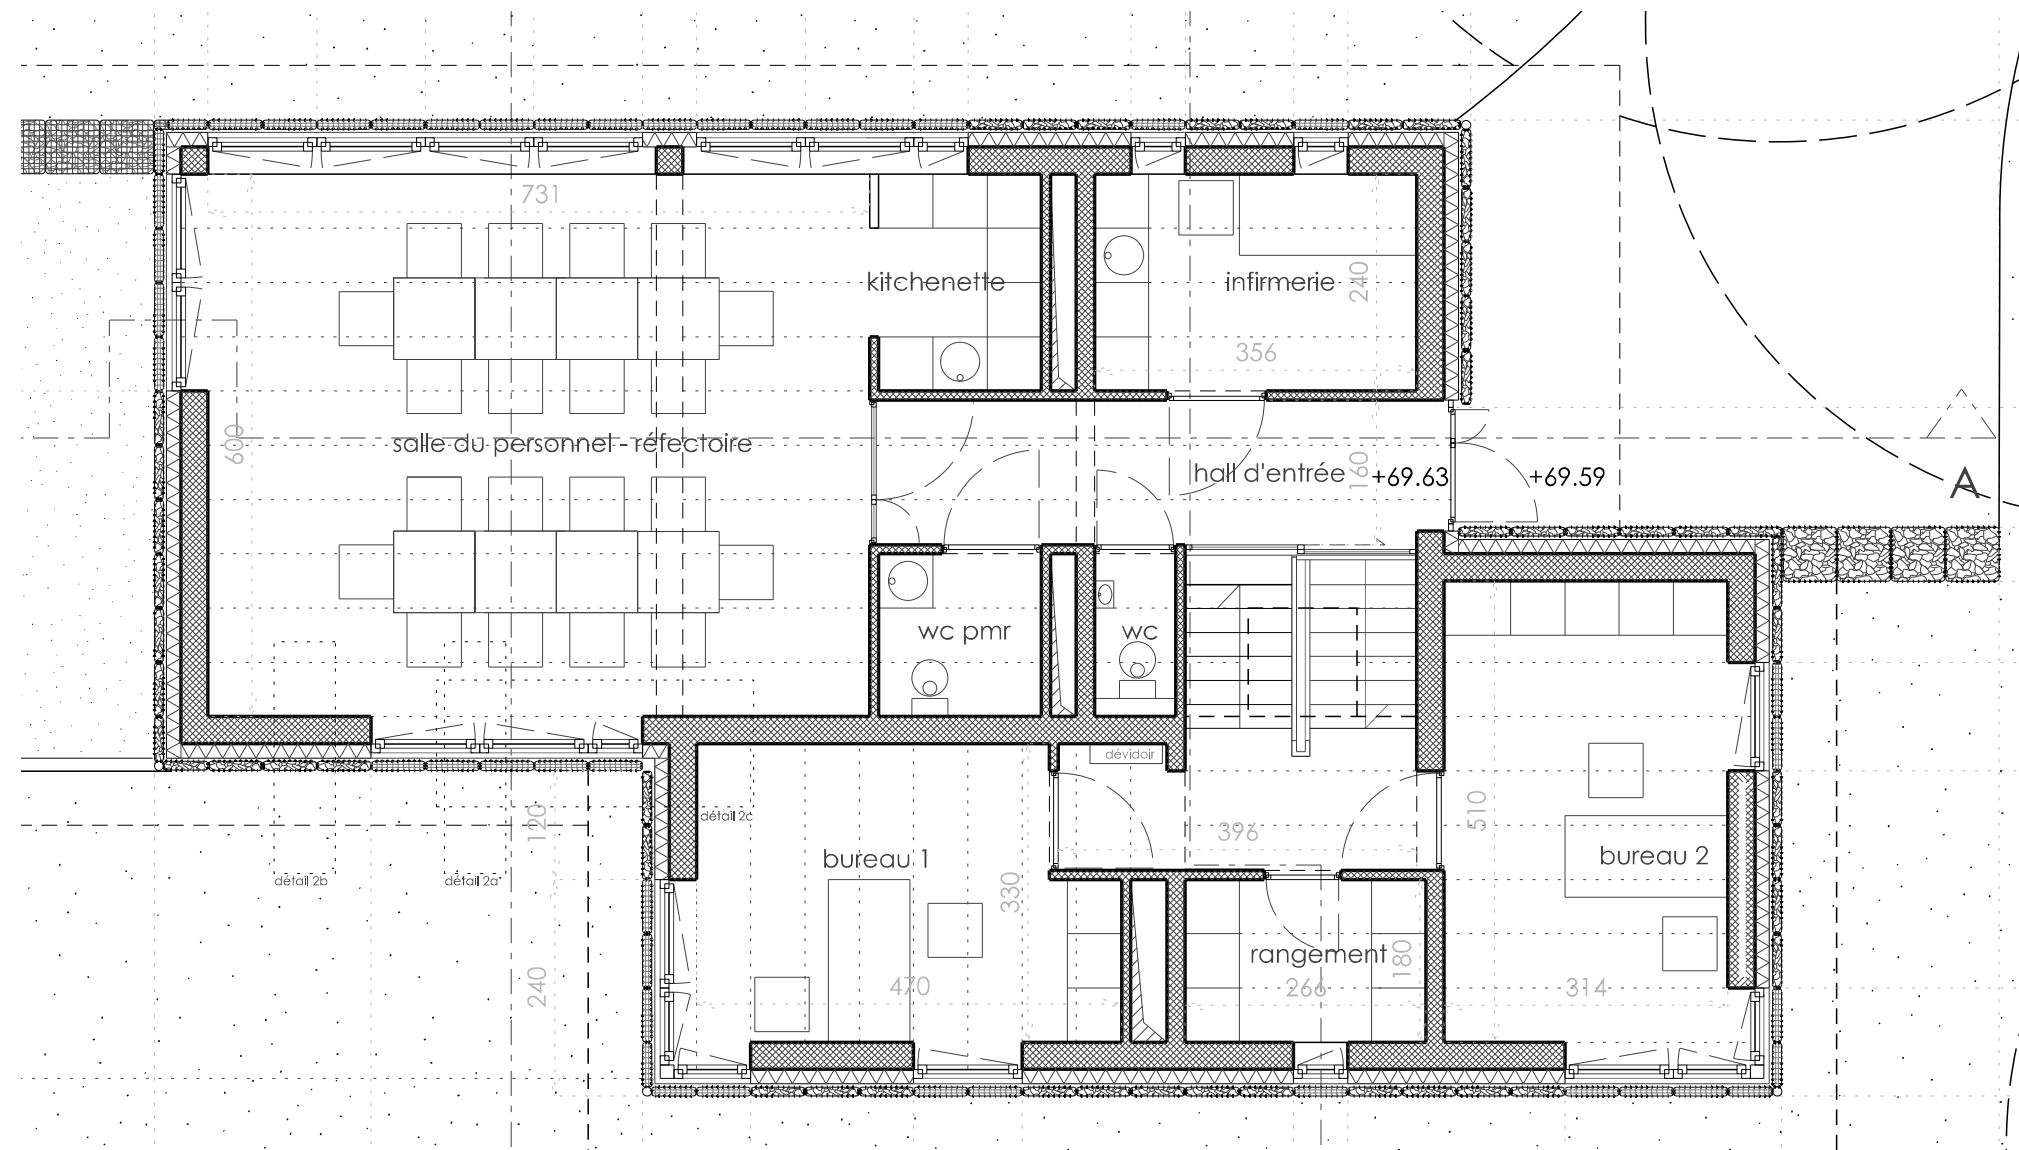 731
kitchenette
infirmerie
240
356
salle du personnel - réfectoire
600
hall d'entrée
160
+69.63
+69.59
A
wc pmr
wc
dévidoir
détail 2c
120
396
510
bureau 1
bureau 2
détail 2b
détail 2a
330
rangement
180
240
470
266
314